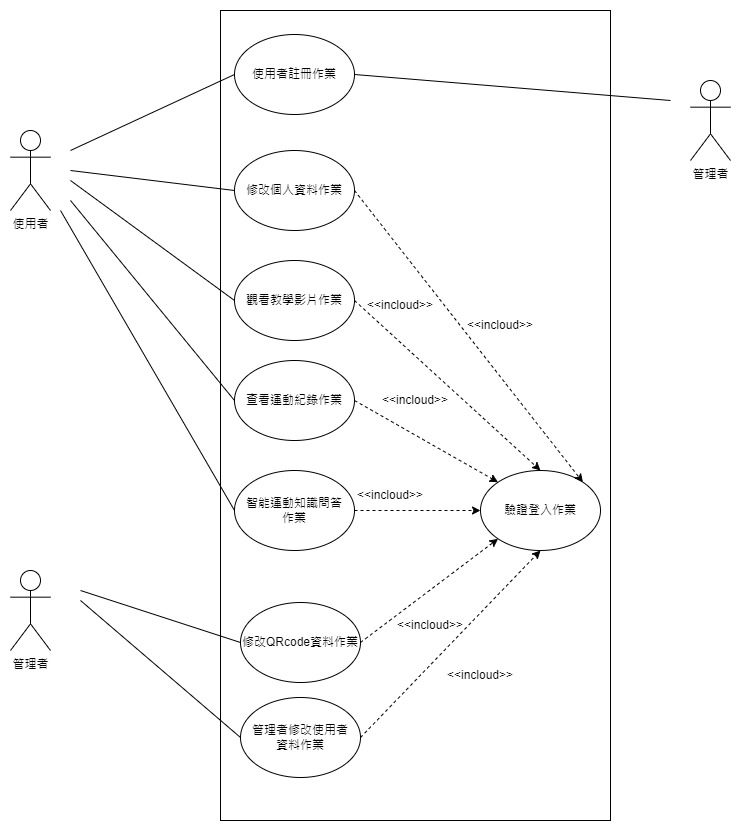 使用者註冊作業
管理者
修改個人資料作業
使用者
觀看教學影片作業
<<incloud>>
<<incloud>>
查看運動紀錄作業
<<incloud>>
智能運動知識問答
作業
<<incloud>>
驗證登入作業
修改QRcode資料作業
<<incloud>>
管理者
<<incloud>>
管理者修改使用者
資料作業